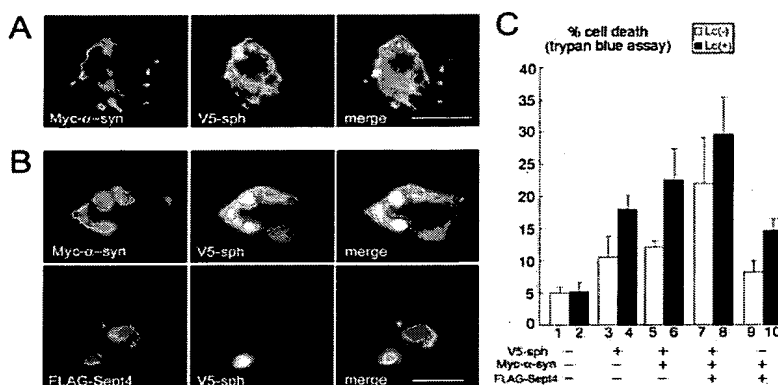 A
Myc-α-syn
V5-sph
merge
B
Myc-α-syn
V5-sph
merge
FLAG-Sept4
V5-sph
merge
C
% cell death
(trypan blue assay)
Lc(-)
Lc(+)
40
35
30
25
20
15
10
5
0
1 2 3 4 5 6 7 8 9 10
V5-sph − + + + −
Myc-α-syn − − + + +
FLAG-Sept4 − − − + +